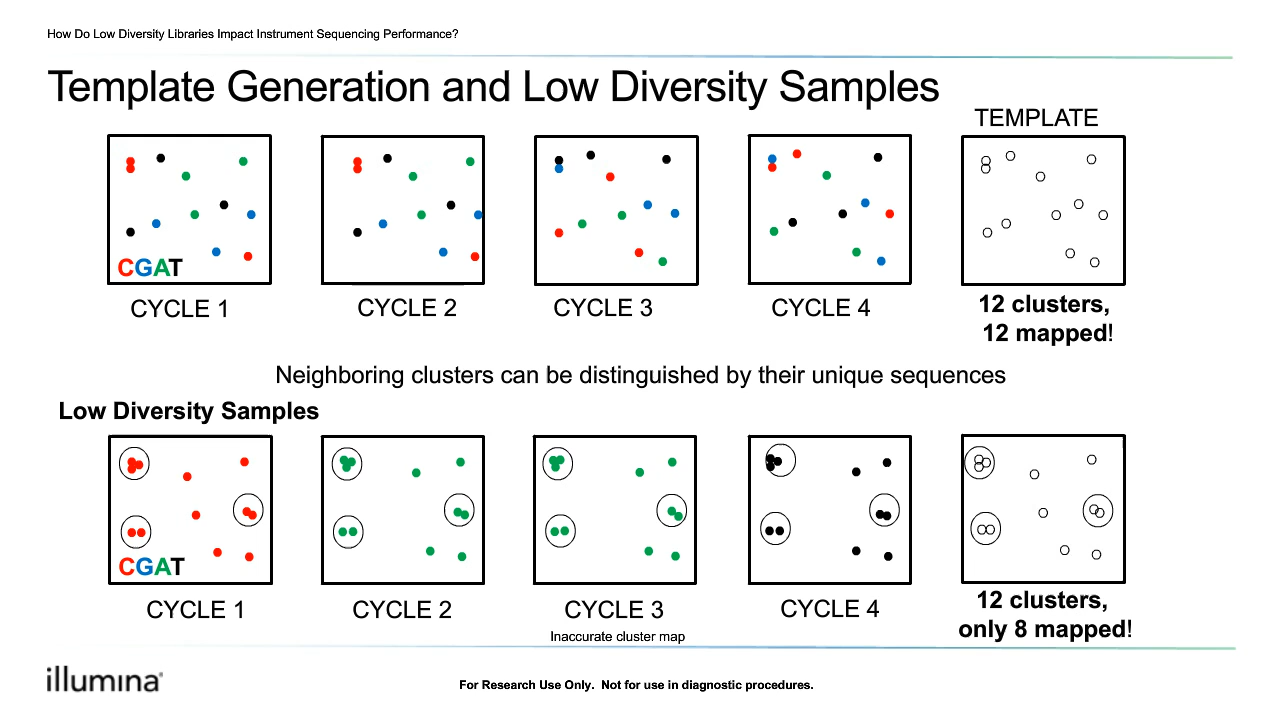 How Do Low Diversity Libraries Impact Instrument Sequencing Performance?
Template Generation and Low Diversity Samples
TEMPLATE
CGAT
CYCLE 1
CYCLE 2
CYCLE 3
CYCLE 4
12 clusters,
12 mapped!
Neighboring clusters can be distinguished by their unique sequences
Low Diversity Samples
CGAT
CYCLE 1
CYCLE 2
CYCLE 3
CYCLE 4
12 clusters,
only 8 mapped!
Inaccurate cluster map
illumina®
For Research Use Only. Not for use in diagnostic procedures.